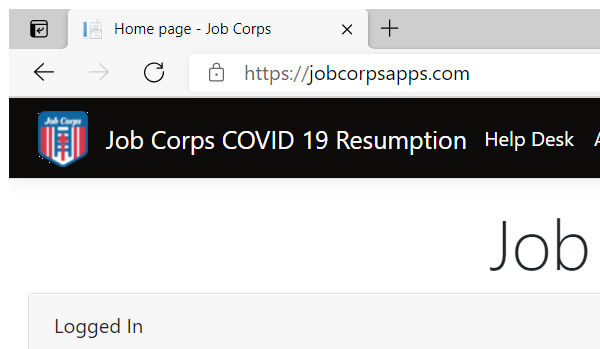 Home page - Job Corps
https://jobcorpsapps.com
Job Corps
Job Corps COVID 19 Resumption Help Desk
Job
Logged In